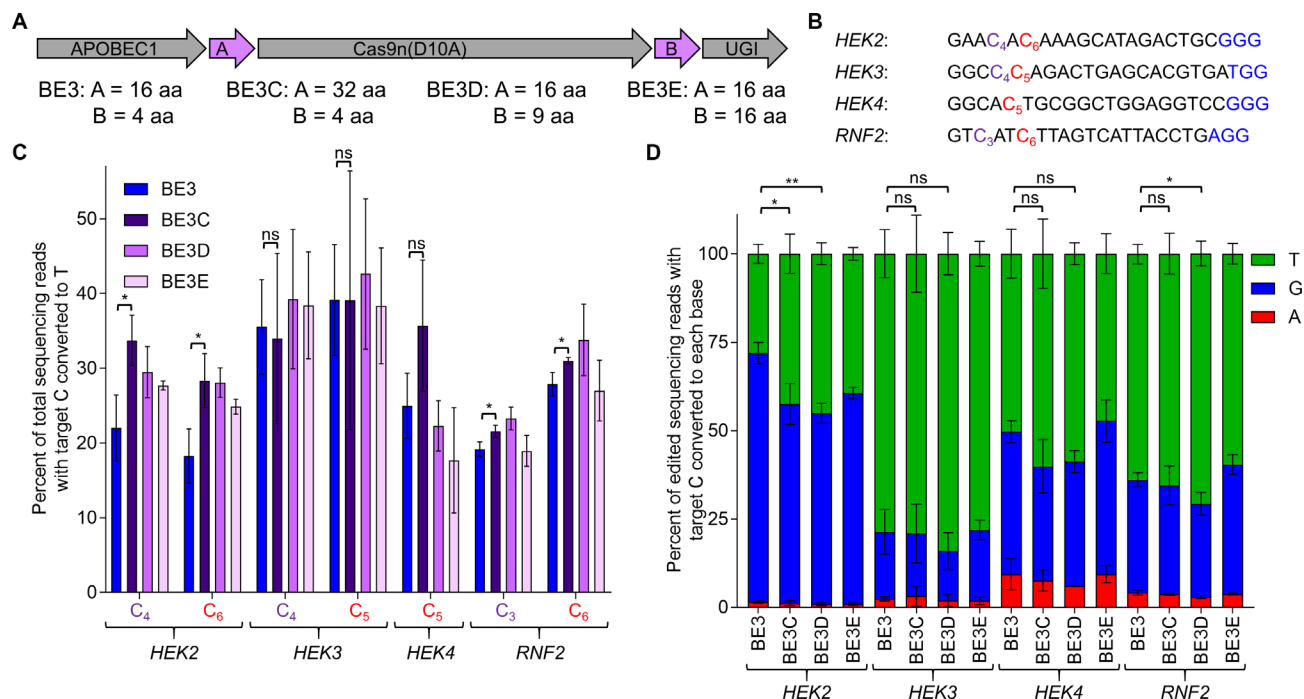 A
APOBEC1 A Cas9n(D10A) B UGI
BE3: A = 16 aa BE3C: A = 32 aa BE3D: A = 16 aa BE3E: A = 16 aa
B = 4 aa B = 4 aa B = 9 aa B = 16 aa
B
HEK2: GAAC4AC6AAAGCATAGACTGCGGG
HEK3: GGCC4C5AGACTGAGCACGTGATGG
HEK4: GGCAC5TGCGGCTGGAGGTCCGGG
RNF2: GTC3ATC6TTAGTCATTACCTGAGG
C
Percent of total sequencing reads
with target C converted to T
50
40
30
20
10
0
BE3
BE3C
BE3D
BE3E
* * ns ns ns * *
C4 C6 C4 C5 C5 C3 C6
HEK2 HEK3 HEK4 RNF2
D
Percent of edited sequencing reads with
target C converted to each base
100
75
50
25
0
** ns ns *
* ns ns ns
T
G
A
BE3 BE3C BE3D BE3E BE3 BE3C BE3D BE3E BE3 BE3C BE3D BE3E BE3 BE3C BE3D BE3E
HEK2 HEK3 HEK4 RNF2